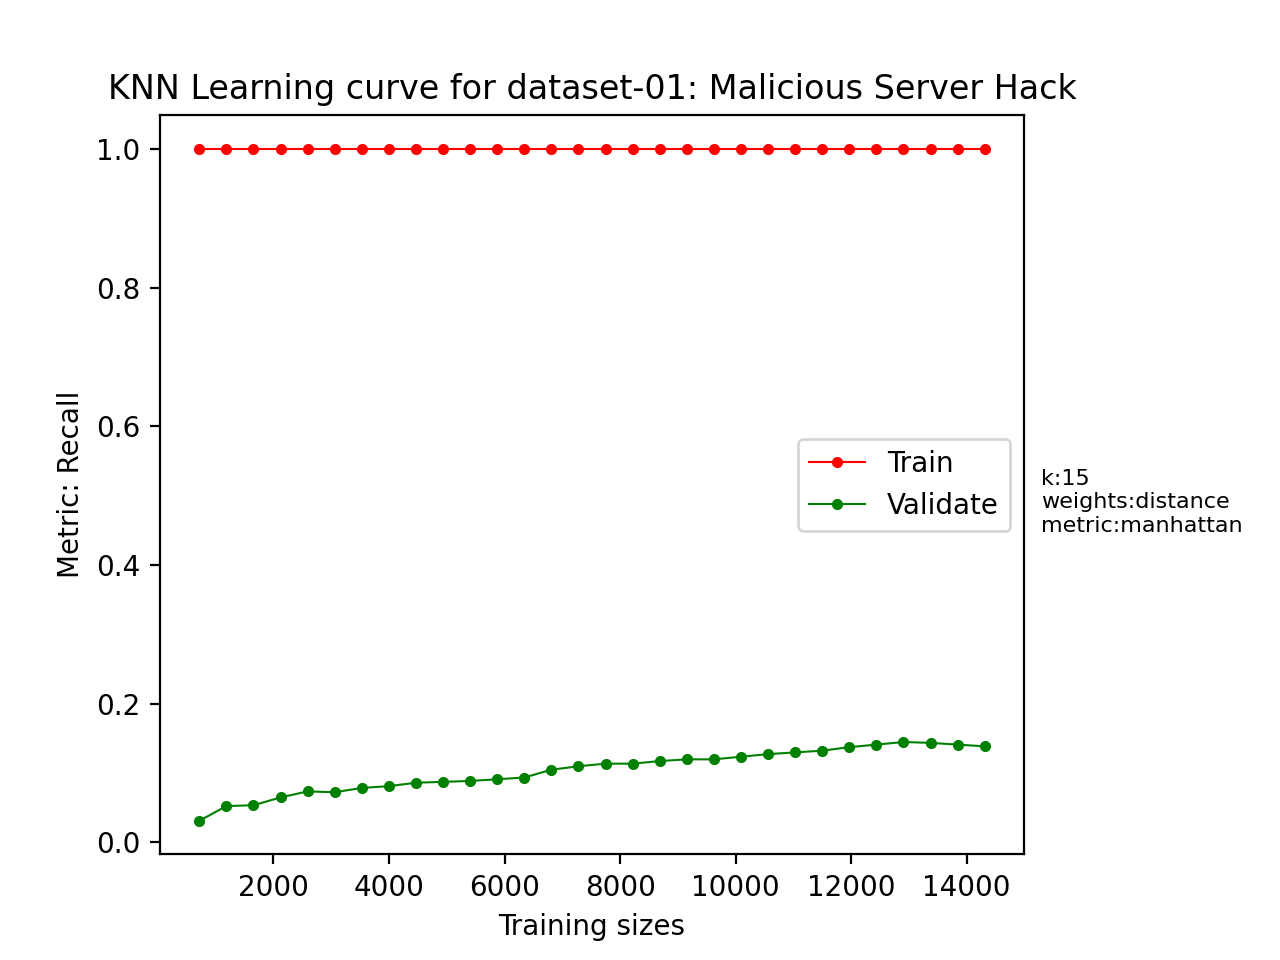 KNN Learning curve for dataset-01: Malicious Server Hack
1.0
0.8
0.6
0.4
0.2
0.0
Metric: Recall
Train
Validate
k:15
weights:distance
metric:manhattan
2000 4000 6000 8000 10000 12000 14000
Training sizes